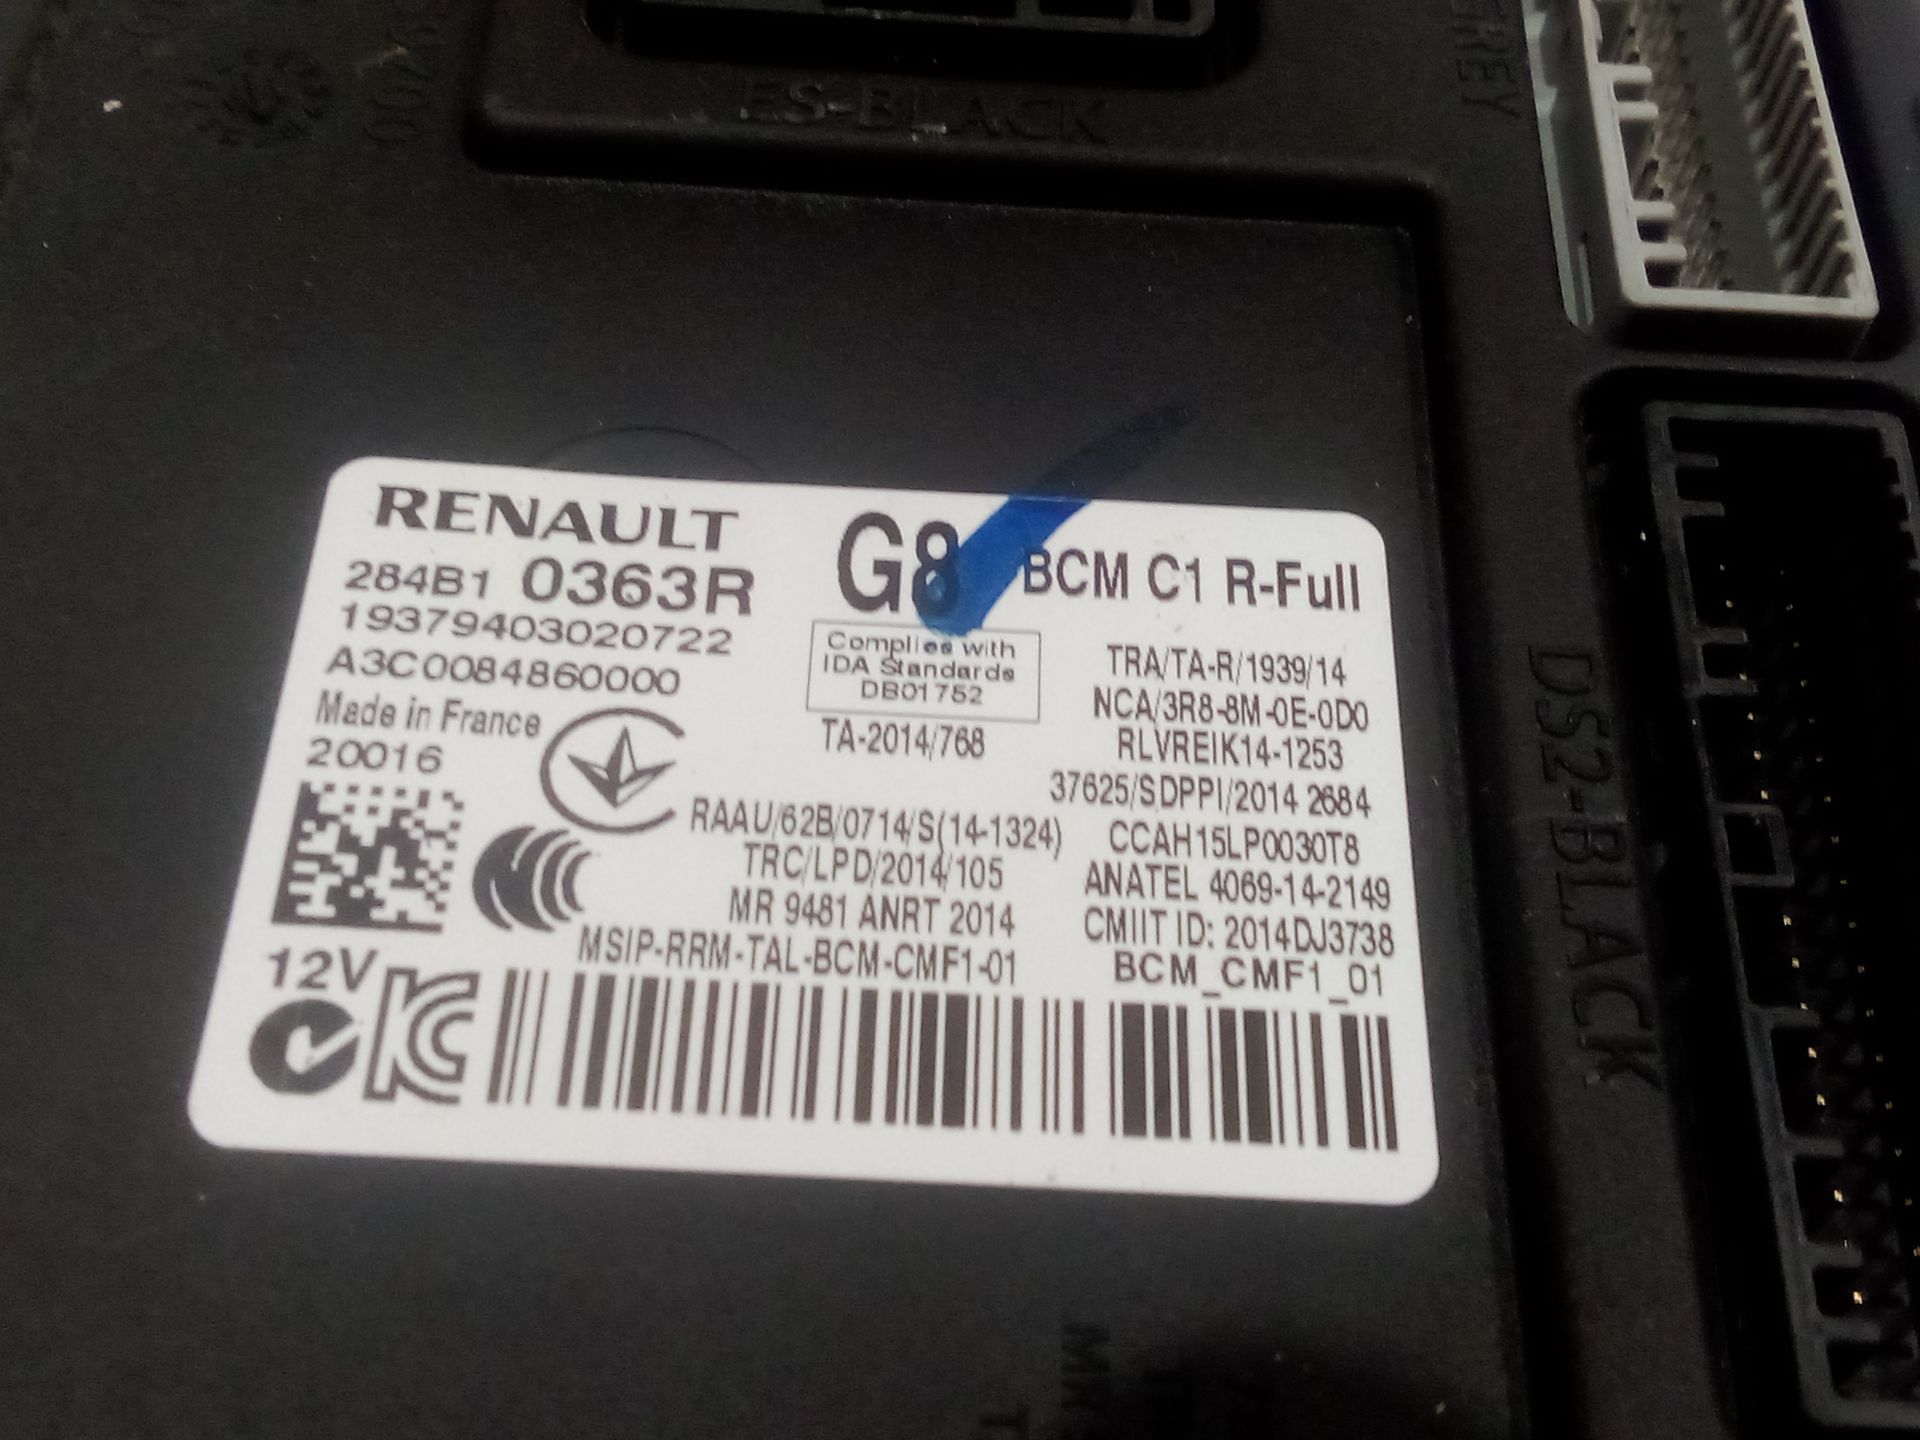 ES-BLACK
GREY
RENAULT
284B1 0363R
19379403020722
A3C0084860000
Made in France
20016
12V
G8 BCM C1 R-Full
Complies with
IDA Standards
DB01752
TA-2014/768
TRA/TA-R/1939/14
NCA/3R8-8M-0E-0D0
RLVREIK14-1253
37625/SDPPI/2014 2684
RAAU/62B/0714/S(14-1324)
CCAH15LP0030T8
TRC/LPD/2014/105
ANATEL 4069-14-2149
MR 9481 ANRT 2014
CMIIT ID: 2014DJ3738
MSIP-RRM-TAL-BCM-CMF1-01
BCM_CMF1_01
DS2-BLACK